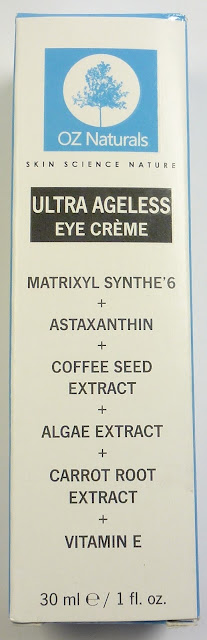 OZ Naturals
SKIN SCIENCE NATURE
ULTRA AGELESS
EYE CRÈME
MATRIXYL SYNTHE'6
+
ASTAXANTHIN
+
COFFEE SEED
EXTRACT
+
ALGAE EXTRACT
+
CARROT ROOT
EXTRACT
+
VITAMIN E
30 ml ℮ / 1 fl. oz.